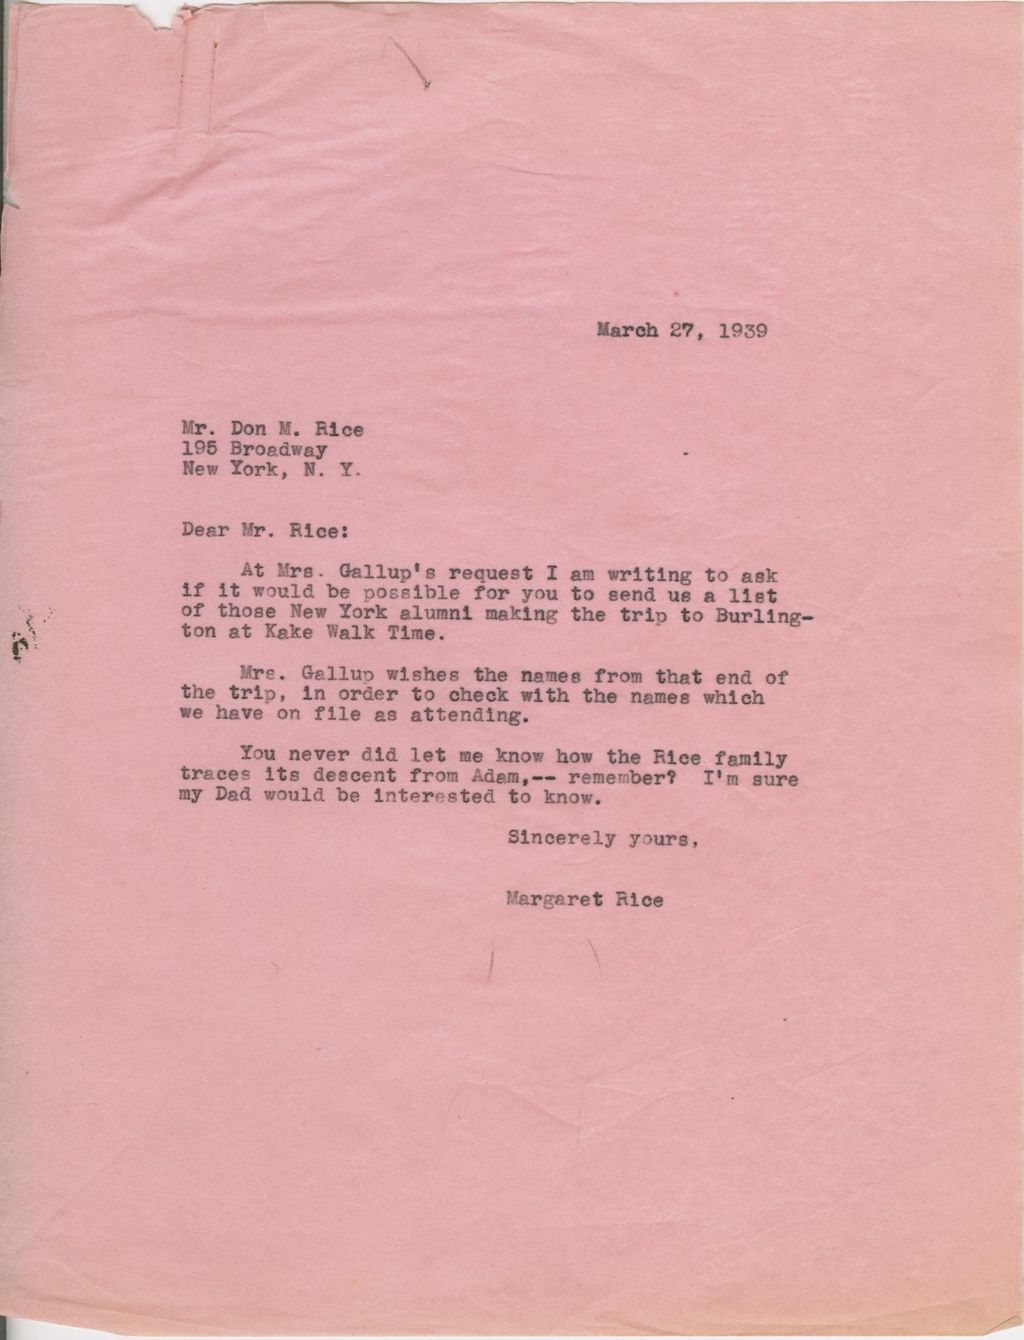 March 27, 1939
Mr. Don M. Rice
195 Broadway
New York, N. Y.
Dear Mr. Rice:
At Mrs. Gallup's request I am writing to ask
if it would be possible for you to send us a list
of those New York alumni making the trip to Burling-
ton at Kake Walk Time.
Mrs. Gallup wishes the names from that end of
the trip, in order to check with the names which
we have on file as attending.
You never did let me know how the Rice family
traces its descent from Adam,-- remember? I'm sure
my Dad would be interested to know.
Sincerely yours,
Margaret Rice